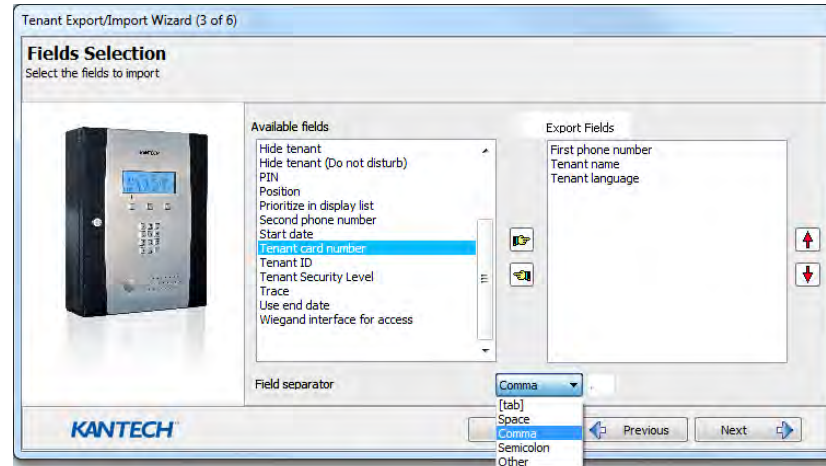 Tenant Export/Import Wizard (3 of 6)
Fields Selection
Select the fields to import
Available fields
Hide tenant
Hide tenant (Do not disturb)
PIN
Position
Prioritize in display list
Second phone number
Start date
Tenant card number
Tenant ID
Tenant Security Level
Trace
Use end date
Wiegand interface for access
Export Fields
First phone number
Tenant name
Tenant language
Field separator
Comma
[tab]
Space
Comma
Semicolon
Other
KANTECH
Previous
Next